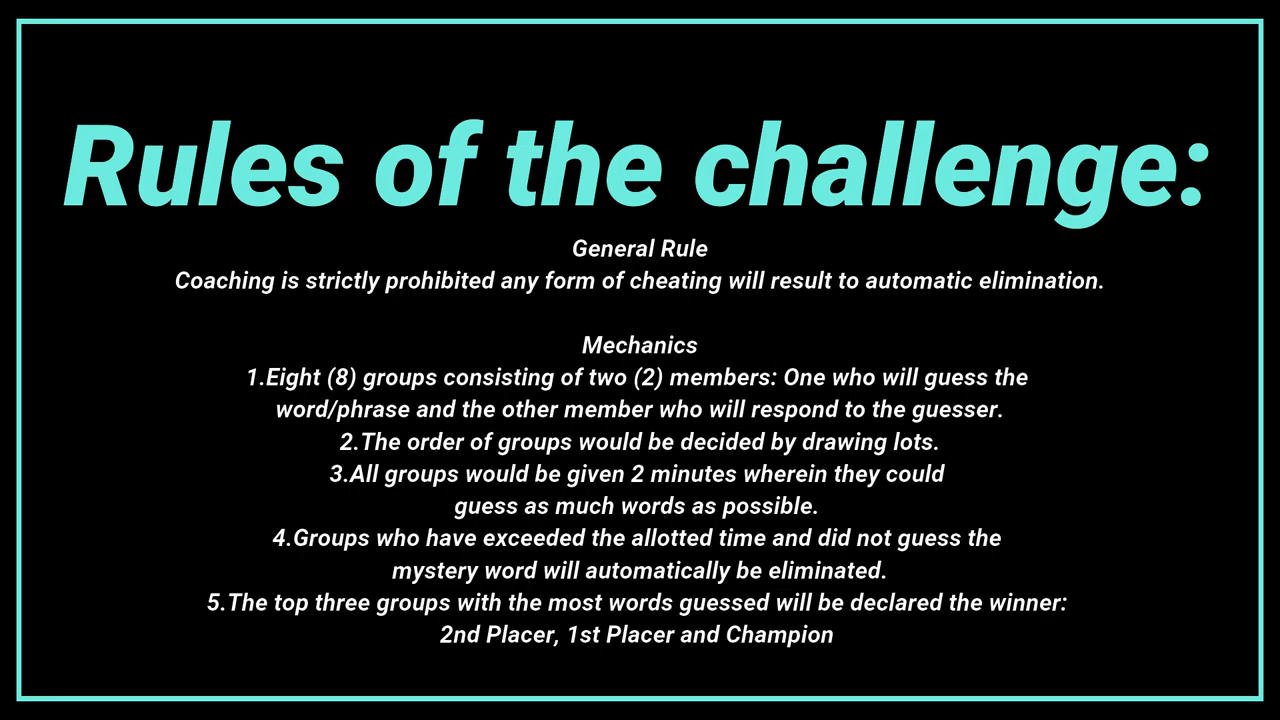 Rules of the challenge:
General Rule
Coaching is strictly prohibited any form of cheating will result to automatic elimination.
Mechanics
1.Eight (8) groups consisting of two (2) members: One who will guess the
word/phrase and the other member who will respond to the guesser.
2.The order of groups would be decided by drawing lots.
3.All groups would be given 2 minutes wherein they could
guess as much words as possible.
4.Groups who have exceeded the allotted time and did not guess the
mystery word will automatically be eliminated.
5.The top three groups with the most words guessed will be declared the winner:
2nd Placer, 1st Placer and Champion